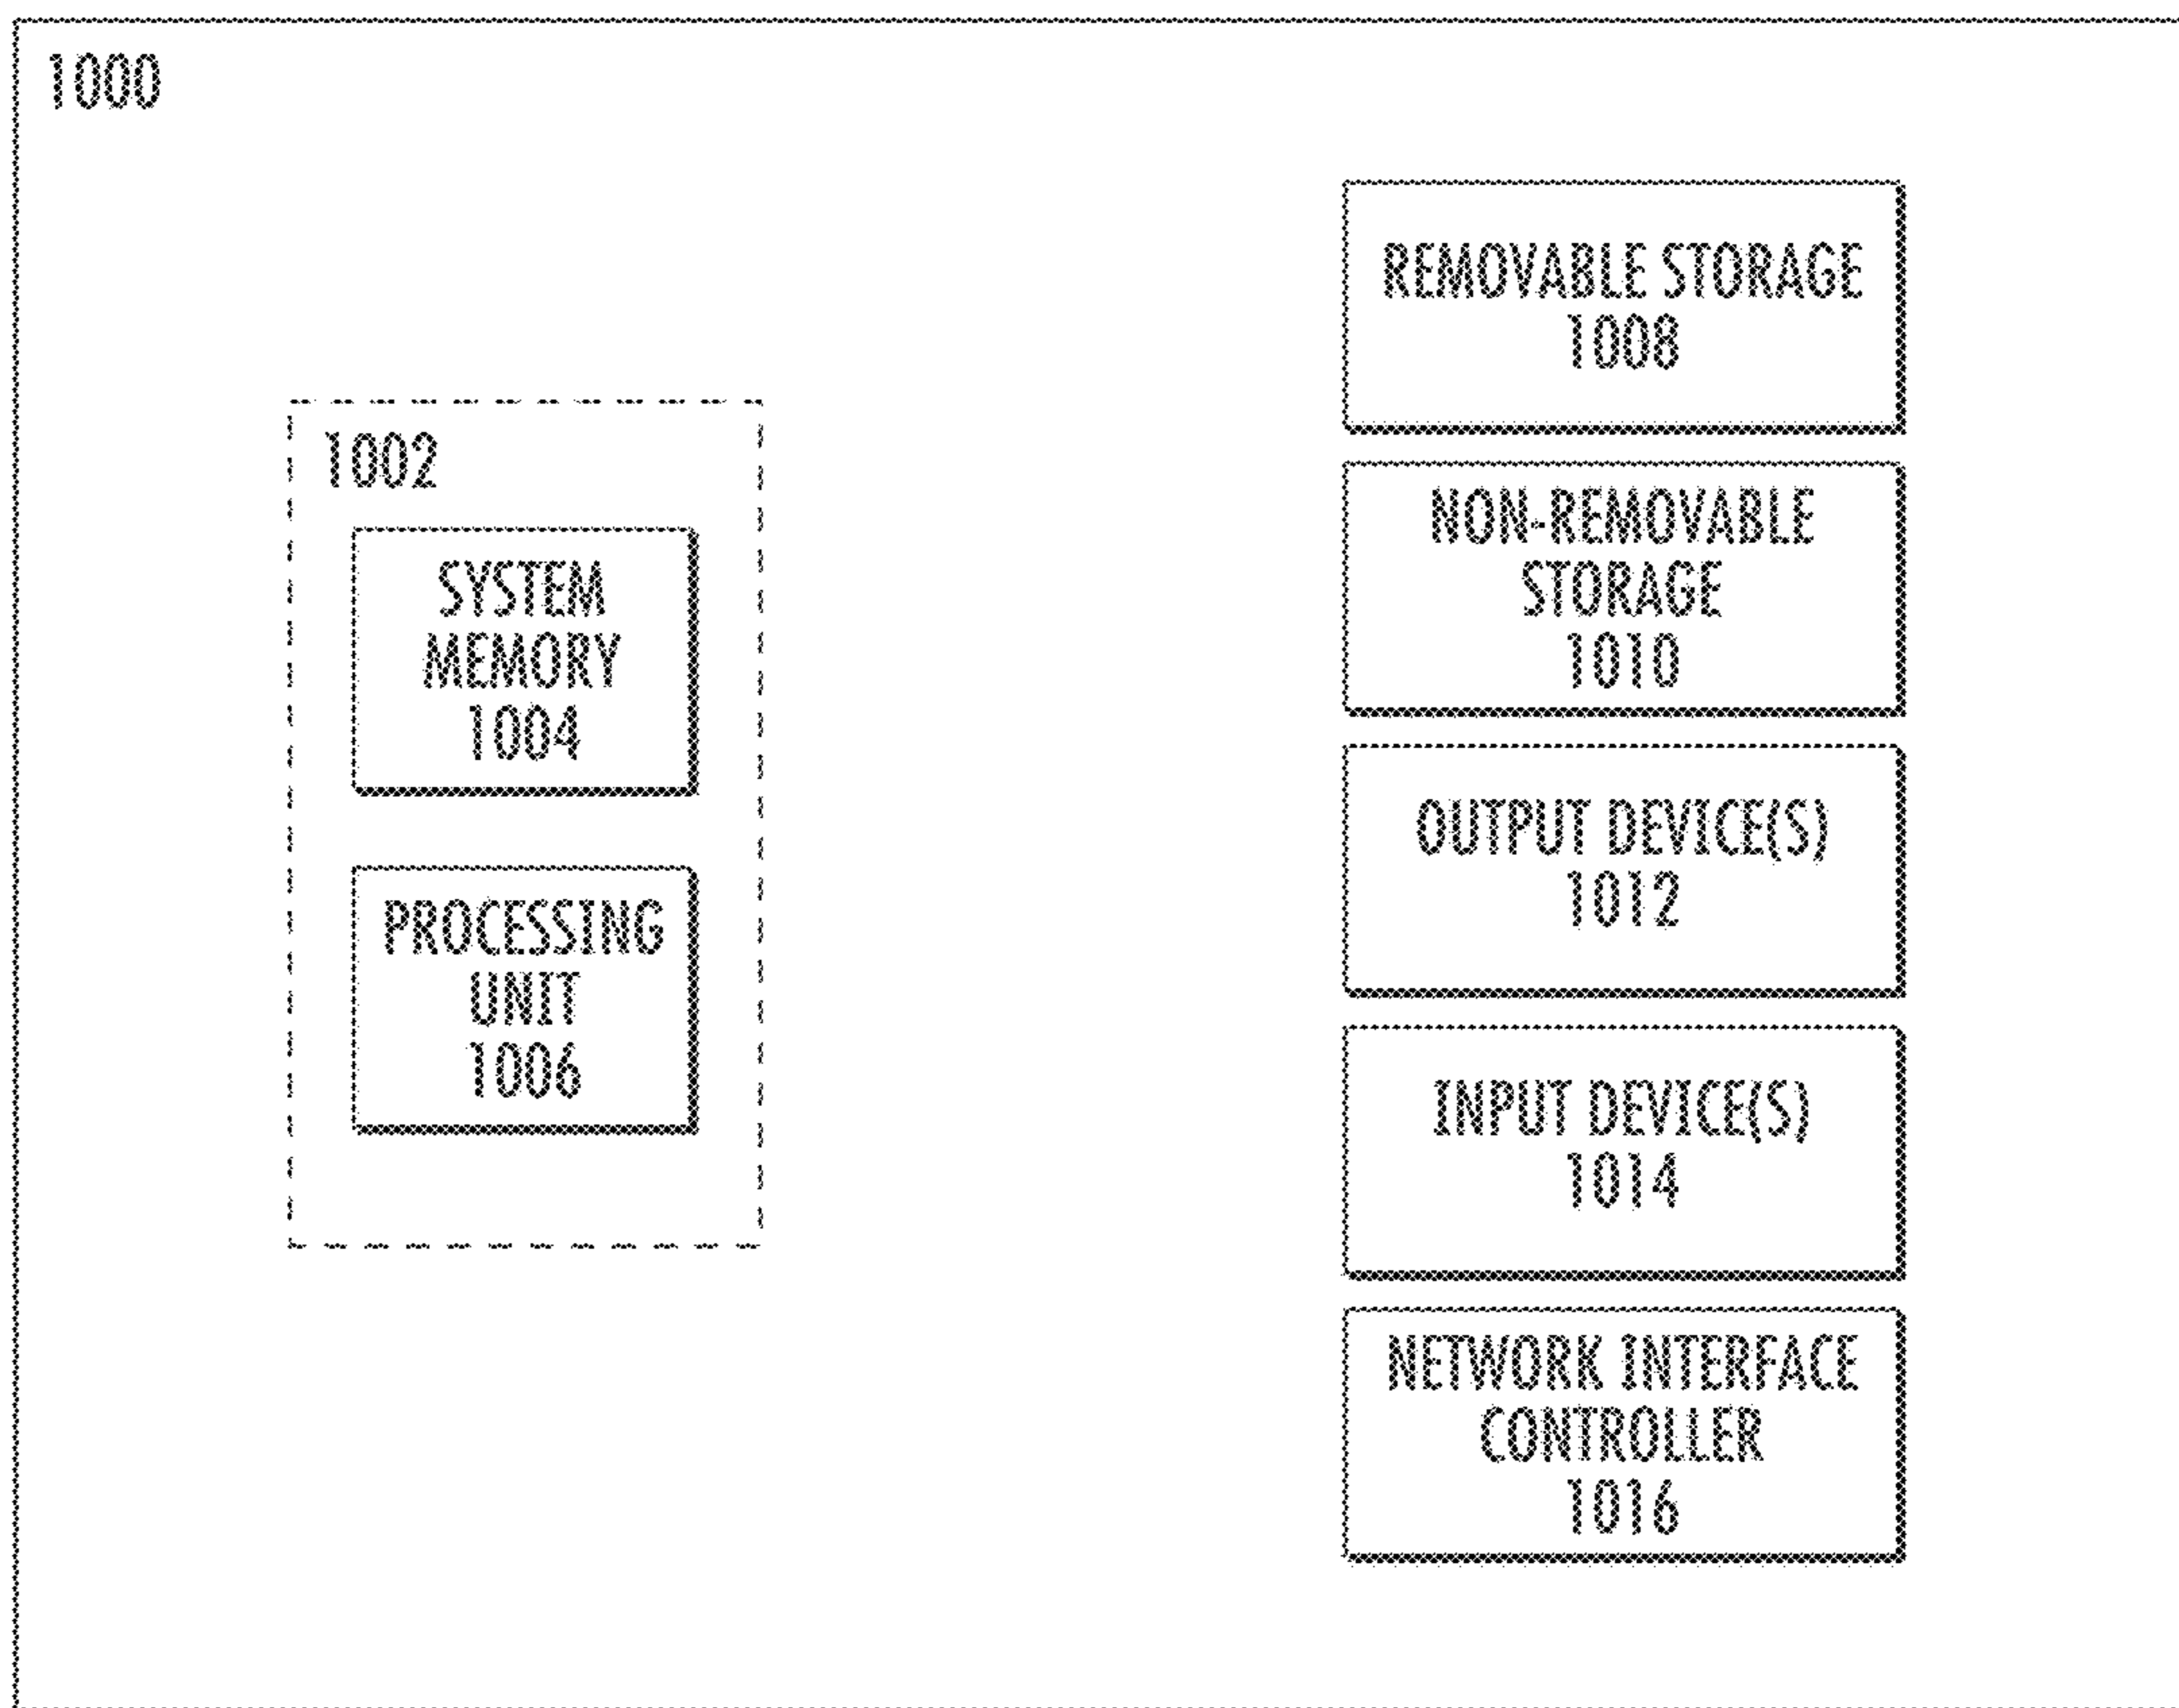 1000
1002
SYSTEM
MEMORY
1004
PROCESSING
UNIT
1006
REMOVABLE STORAGE
1008
NON-REMOVABLE
STORAGE
1010
OUTPUT DEVICE(S)
1012
INPUT DEVICE(S)
1014
NETWORK INTERFACE
CONTROLLER
1016